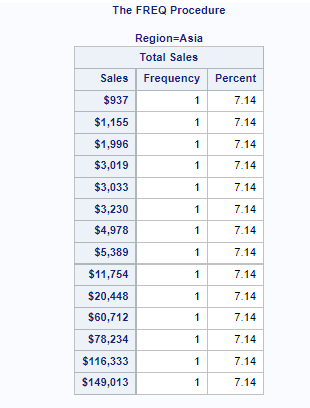 The FREQ Procedure
Region=Asia
Total Sales
Sales Frequency Percent
$937 1 7.14
$1,155 1 7.14
$1,996 1 7.14
$3,019 1 7.14
$3,033 1 7.14
$3,230 1 7.14
$4,978 1 7.14
$5,389 1 7.14
$11,754 1 7.14
$20,448 1 7.14
$60,712 1 7.14
$78,234 1 7.14
$116,333 1 7.14
$149,013 1 7.14